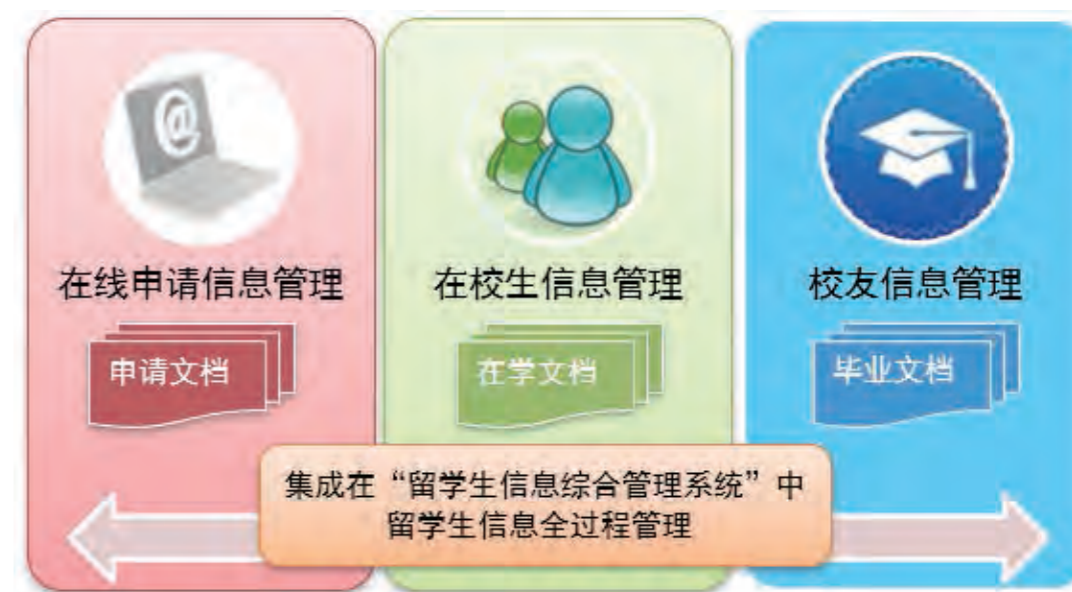 @
在线申请信息管理
申请文档
在校生信息管理
在学文档
校友信息管理
毕业文档
集成在“留学生信息综合管理系统”中
留学生信息全过程管理